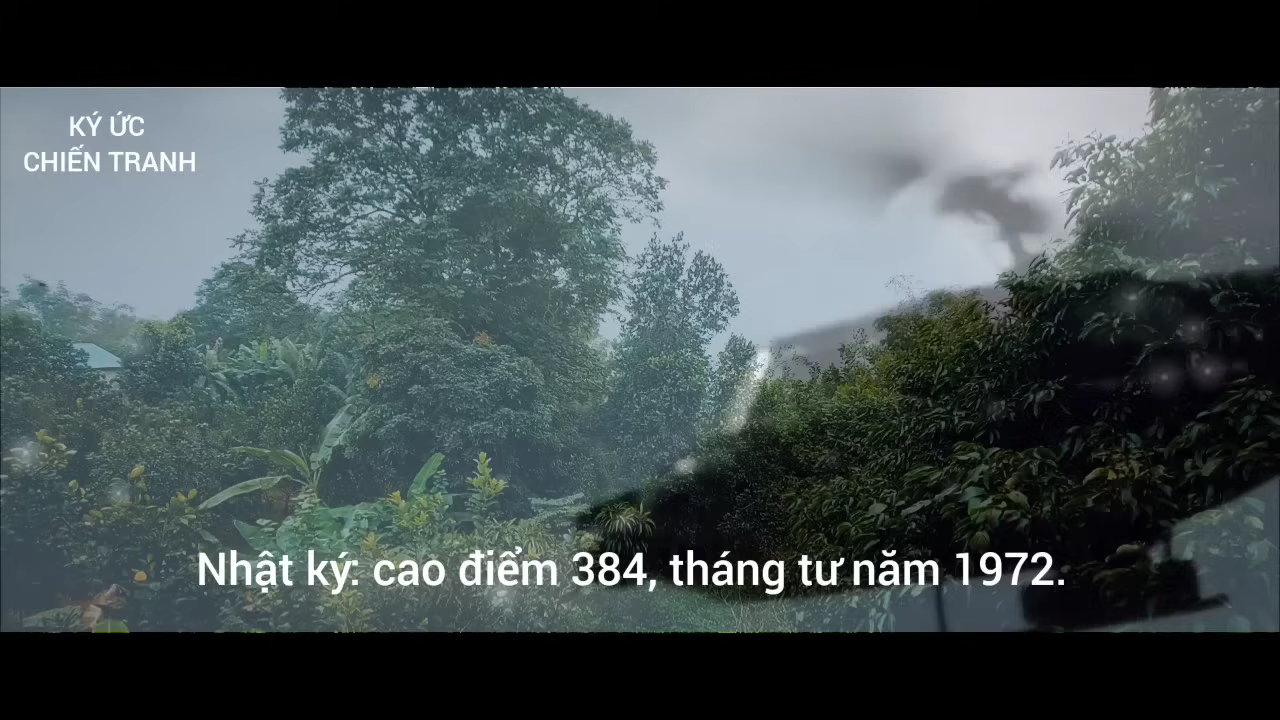 KÝ ỨC
CHIẾN TRANH
Nhật ký: cao điểm 384, tháng tư năm 1972.